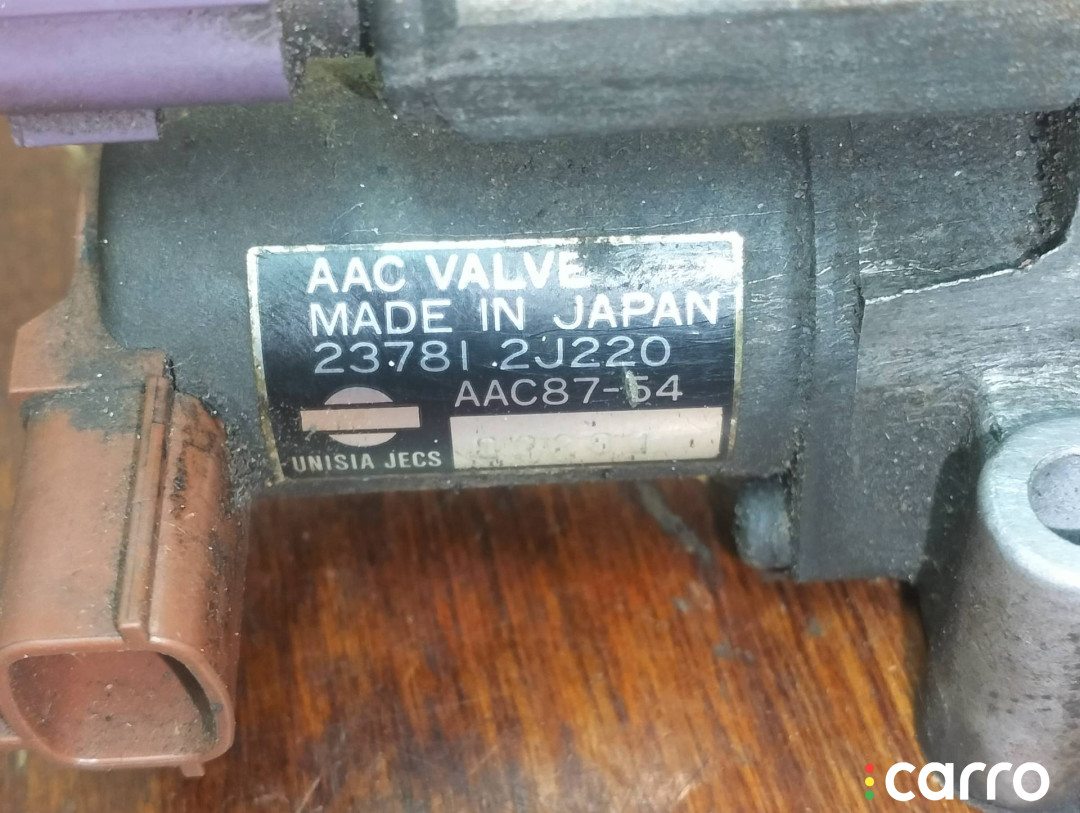 AAC VALVE
MADE IN JAPAN
23781 2J220
AAC87-54
UNISIA JECS
carro